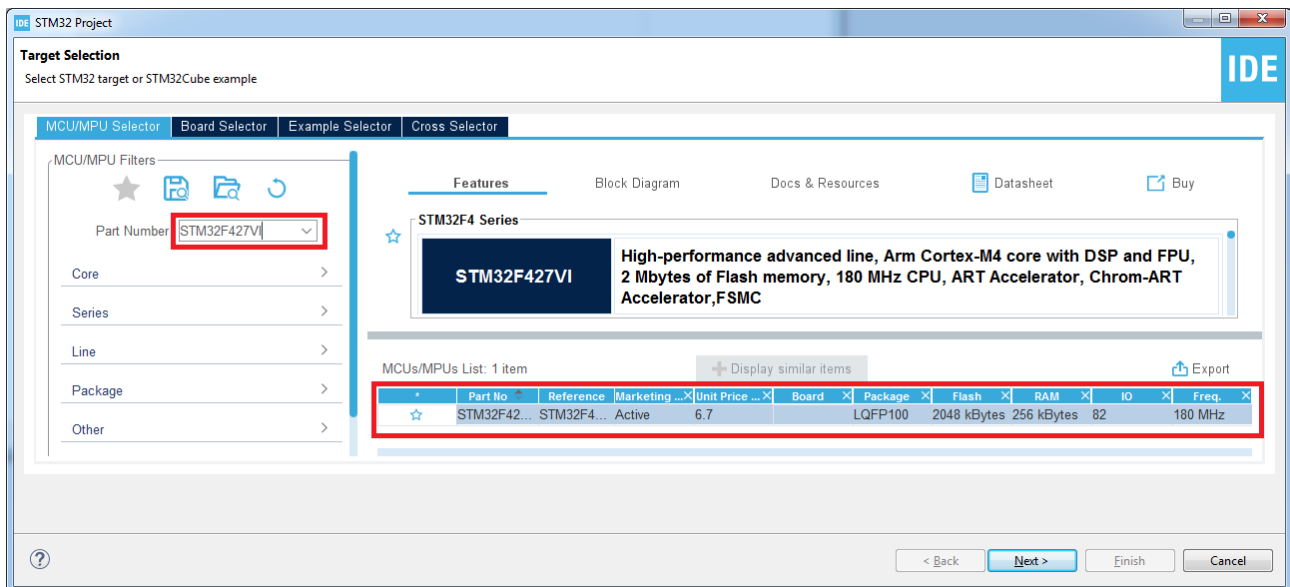 IDE STM32 Project
Target Selection
Select STM32 target or STM32Cube example
IDE
MCU/MPU Selector Board Selector Example Selector Cross Selector
MCU/MPU Filters
Features Block Diagram Docs & Resources Datasheet Buy
Part Number STM32F427VI
STM32F4 Series
STM32F427VI
High-performance advanced line, Arm Cortex-M4 core with DSP and FPU,
2 Mbytes of Flash memory, 180 MHz CPU, ART Accelerator, Chrom-ART
Accelerator,FSMC
Core
Series
Line
Package
Other
MCUs/MPUs List: 1 item + Display similar items Export
* Part No Reference Marketing ... X Unit Price ... X Board X Package X Flash X RAM X IO X Freq. X
STM32F42... STM32F4... Active 6.7 LQFP100 2048 kBytes 256 kBytes 82 180 MHz
? < Back Next > Finish Cancel